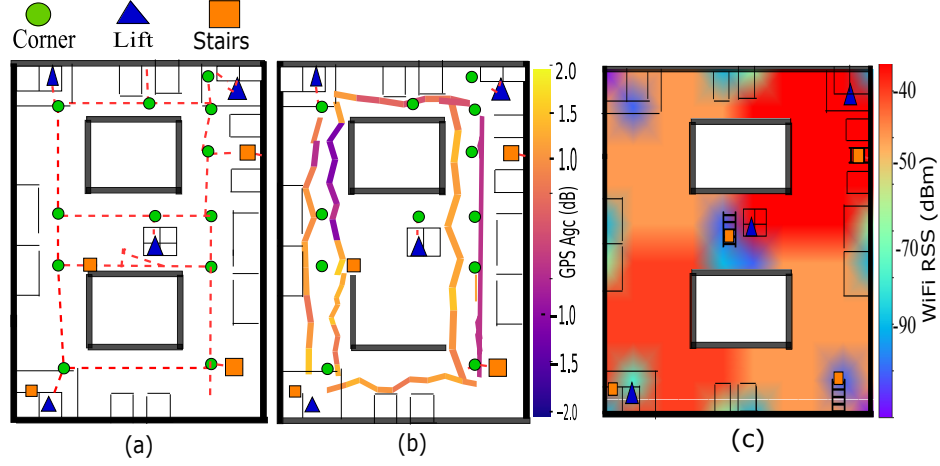 Corner
Lift
Stairs
2.0
1.5
1.0
GPS Agc (dB)
-1.0
-1.5
-2.0
-40
-50
-70
-90
WiFi RSS (dBm)
(a)
(b)
(c)